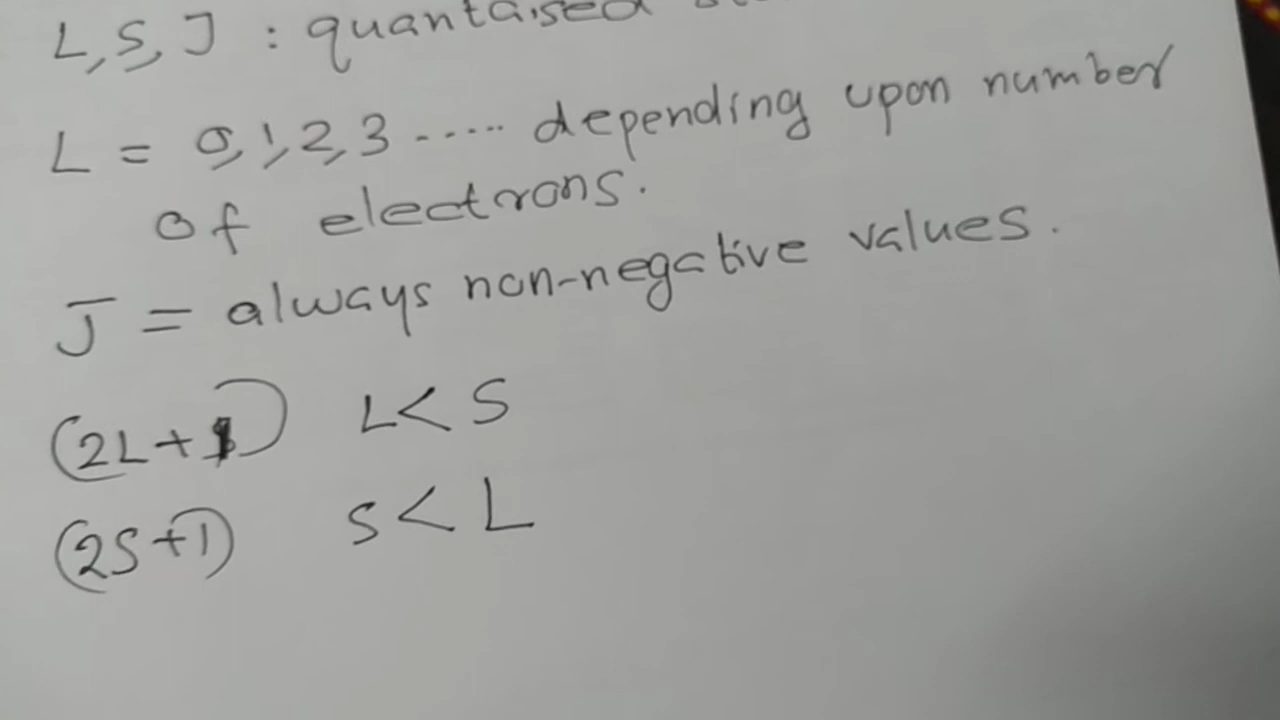 L, S, J : quantaised
L = 0, 1, 2, 3 ..... depending upon number
of electrons.
J = always non-negative values.
(2L+1) L < S
(2S+1) S < L